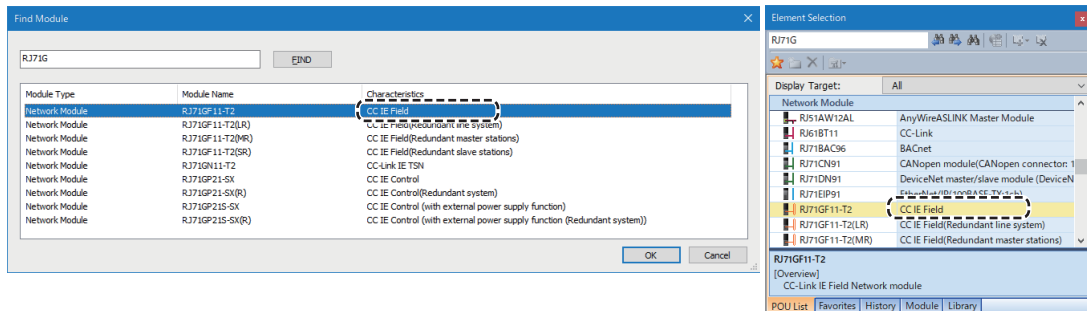 Find Module
RJ71G
FIND
Module Type Module Name Characteristics
Network Module RJ71GF11-T2 CC IE Field
Network Module RJ71GF11-T2(LR) CC IE Field(Redundant line system)
Network Module RJ71GF11-T2(MR) CC IE Field(Redundant master stations)
Network Module RJ71GF11-T2(SR) CC IE Field(Redundant slave stations)
Network Module RJ71GN11-T2 CC-Link IE TSN
Network Module RJ71GP21-SX CC IE Control
Network Module RJ71GP21-SX(R) CC IE Control(Redundant system)
Network Module RJ71GP21S-SX CC IE Control (with external power supply function)
Network Module RJ71GP21S-SX(R) CC IE Control (with external power supply function (Redundant system))
OK Cancel
Element Selection
RJ71G
Display Target: All
Network Module
RJ51AW12AL AnyWireASLINK Master Module
RJ61BT11 CC-Link
RJ71BAC96 BACnet
RJ71CN91 CANopen module(CANopen connector: 1
RJ71DN91 DeviceNet master/slave module (DeviceN
RJ71EIP91 EtherNet/IP(100BASE-TX:1ch)
RJ71GF11-T2 CC IE Field
RJ71GF11-T2(LR) CC IE Field(Redundant line system)
RJ71GF11-T2(MR) CC IE Field(Redundant master stations)
RJ71GF11-T2
[Overview]
CC-Link IE Field Network module
POU List Favorites History Module Library